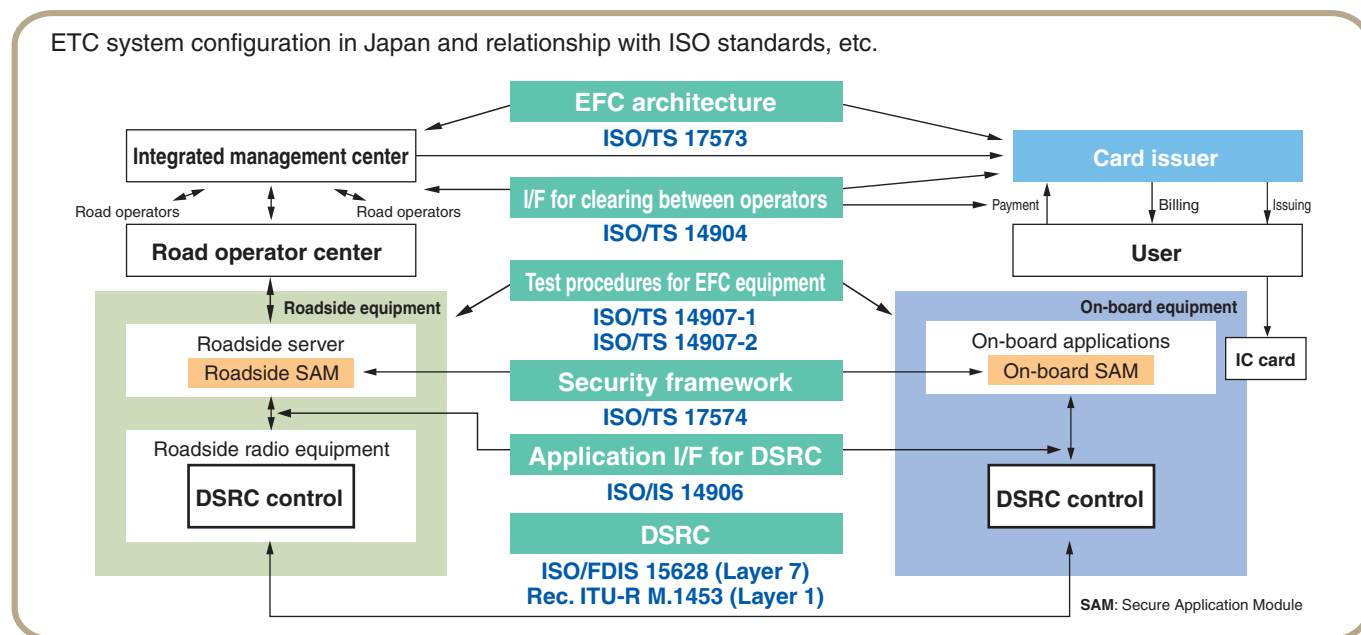 ETC system configuration in Japan and relationship with ISO standards, etc.
EFC architecture
ISO/TS 17573
Integrated management center
Card issuer
Road operators
Road operators
I/F for clearing between operators
ISO/TS 14904
Payment
Billing
Issuing
Road operator center
User
Test procedures for EFC equipment
ISO/TS 14907-1
ISO/TS 14907-2
Roadside equipment
On-board equipment
Roadside server
Roadside SAM
On-board applications
On-board SAM
IC card
Security framework
ISO/TS 17574
Roadside radio equipment
DSRC control
Application I/F for DSRC
ISO/IS 14906
DSRC control
DSRC
ISO/FDIS 15628 (Layer 7)
Rec. ITU-R M.1453 (Layer 1)
SAM: Secure Application Module